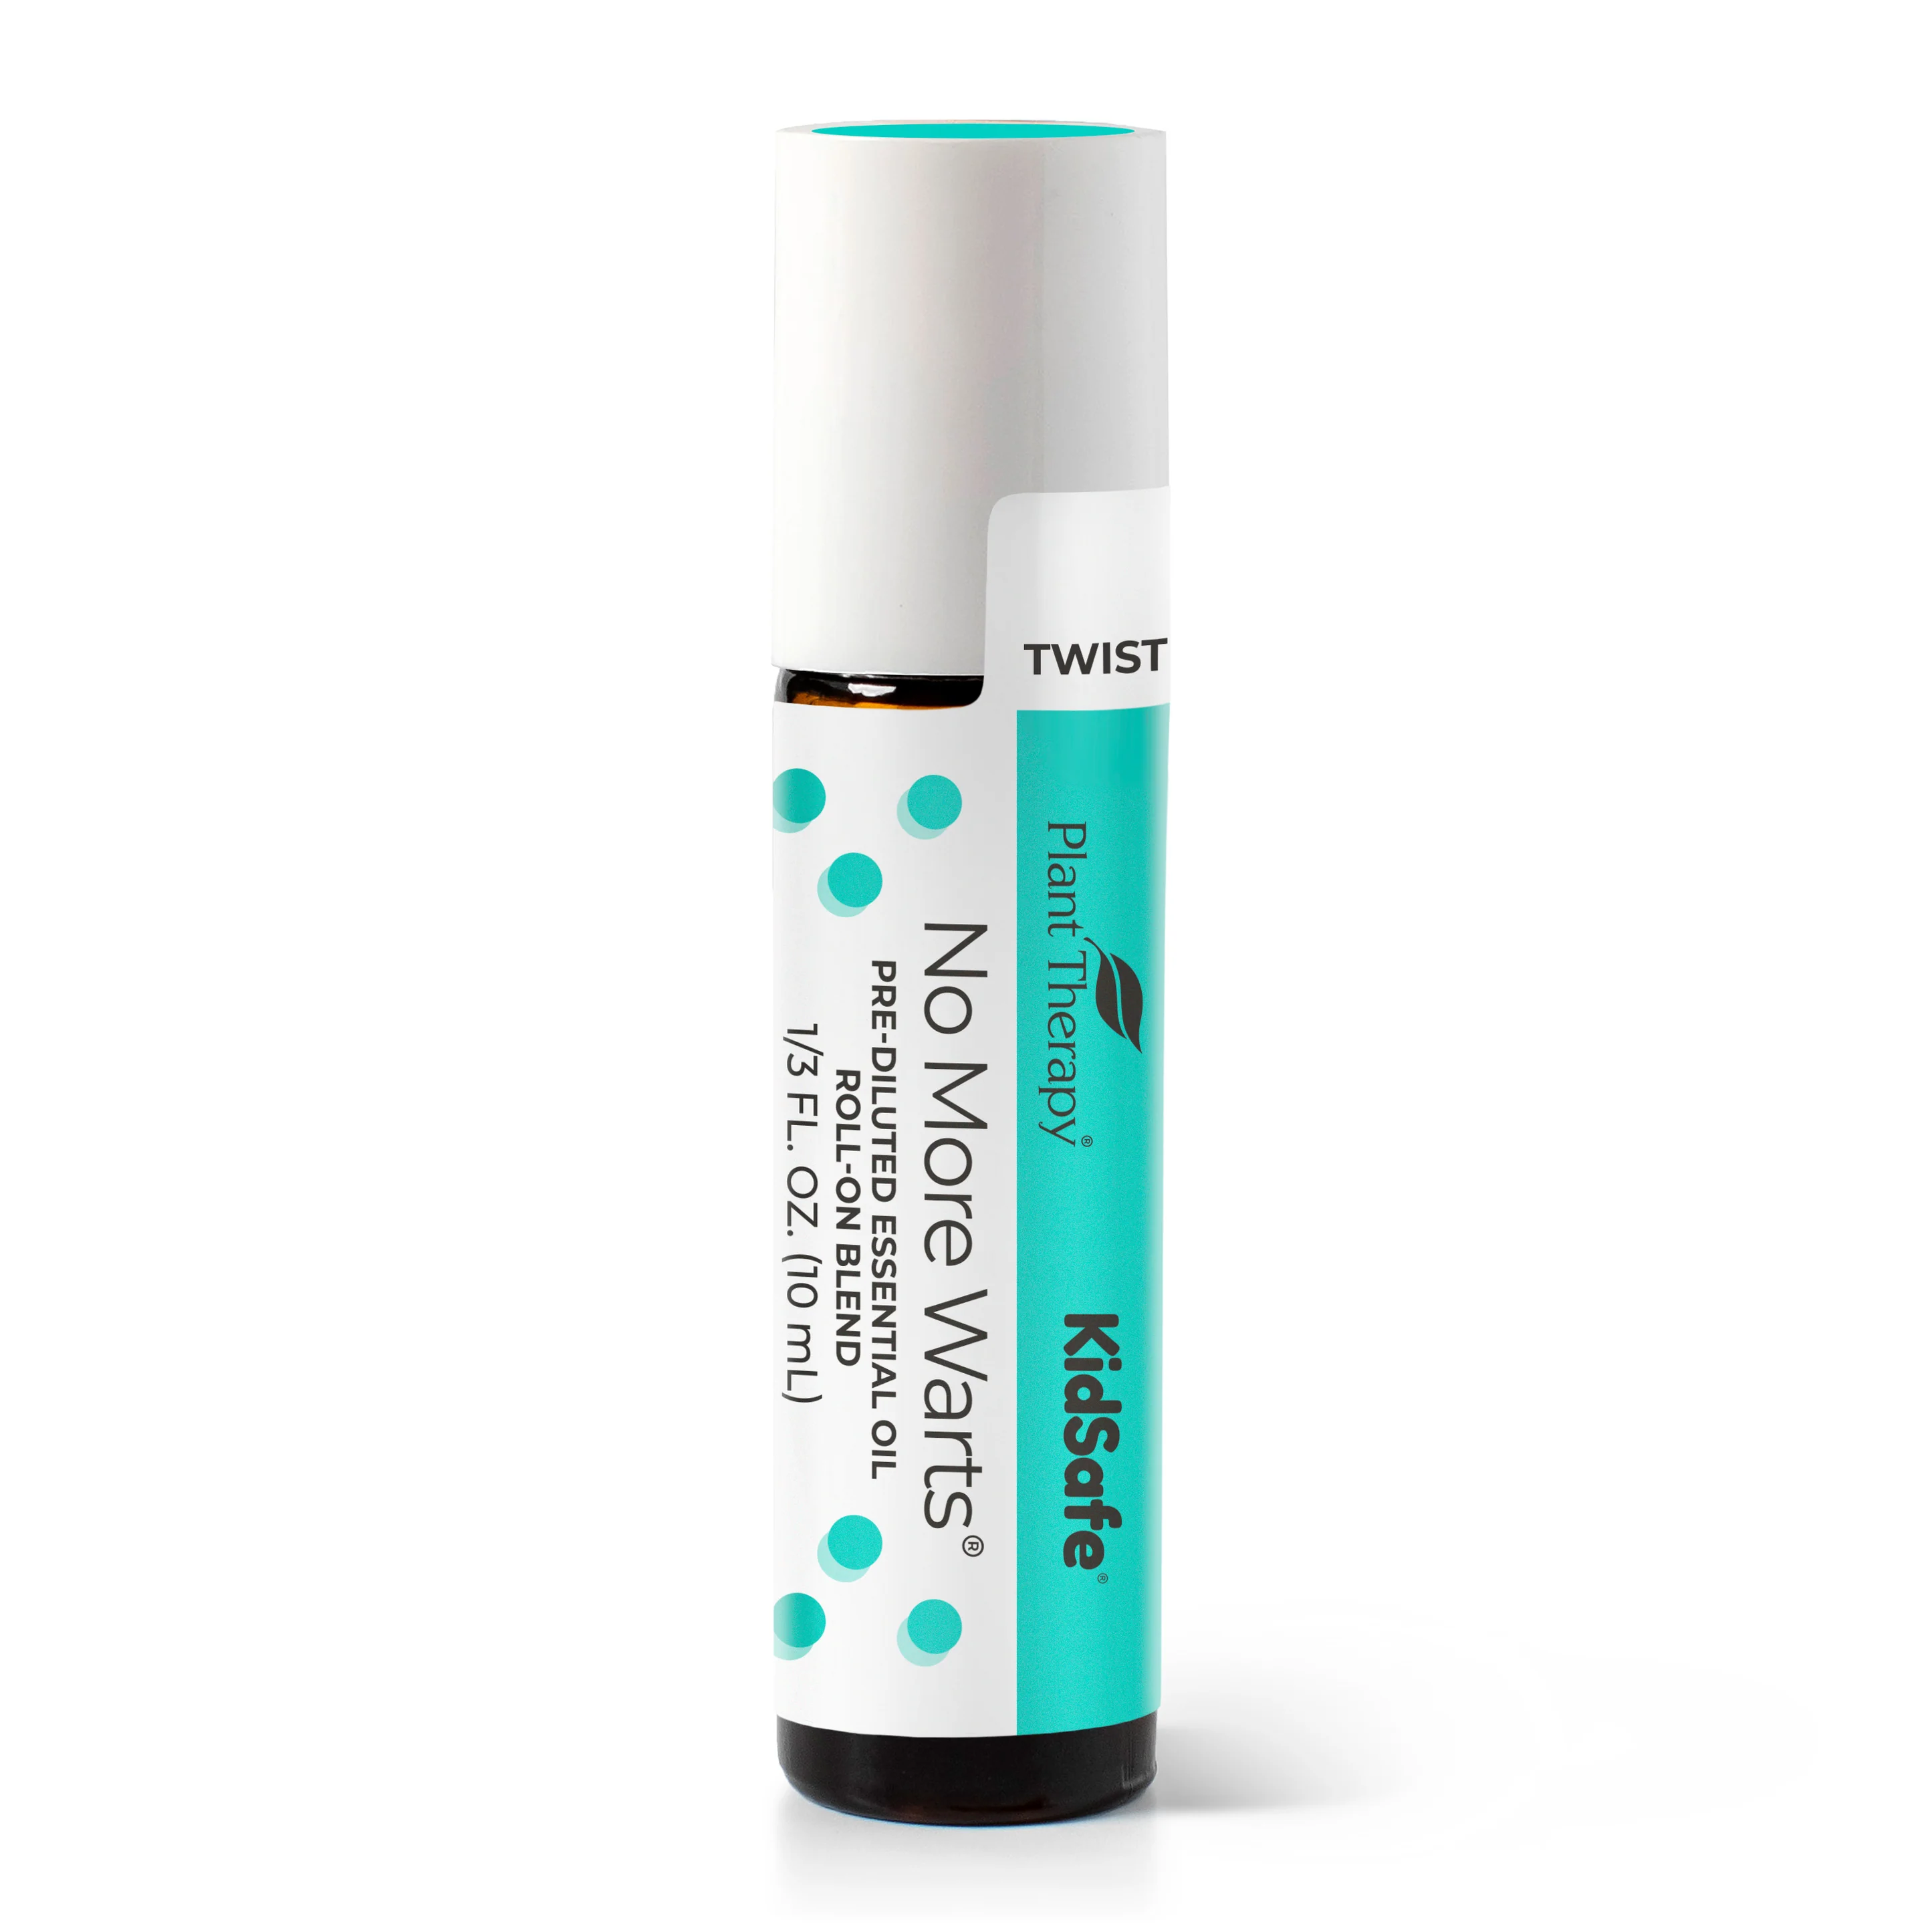 TWIST
Plant Therapy®
KidSafe®
No More Warts®
PRE-DILUTED ESSENTIAL OIL
ROLL-ON BLEND
1/3 FL. OZ. (10 mL)